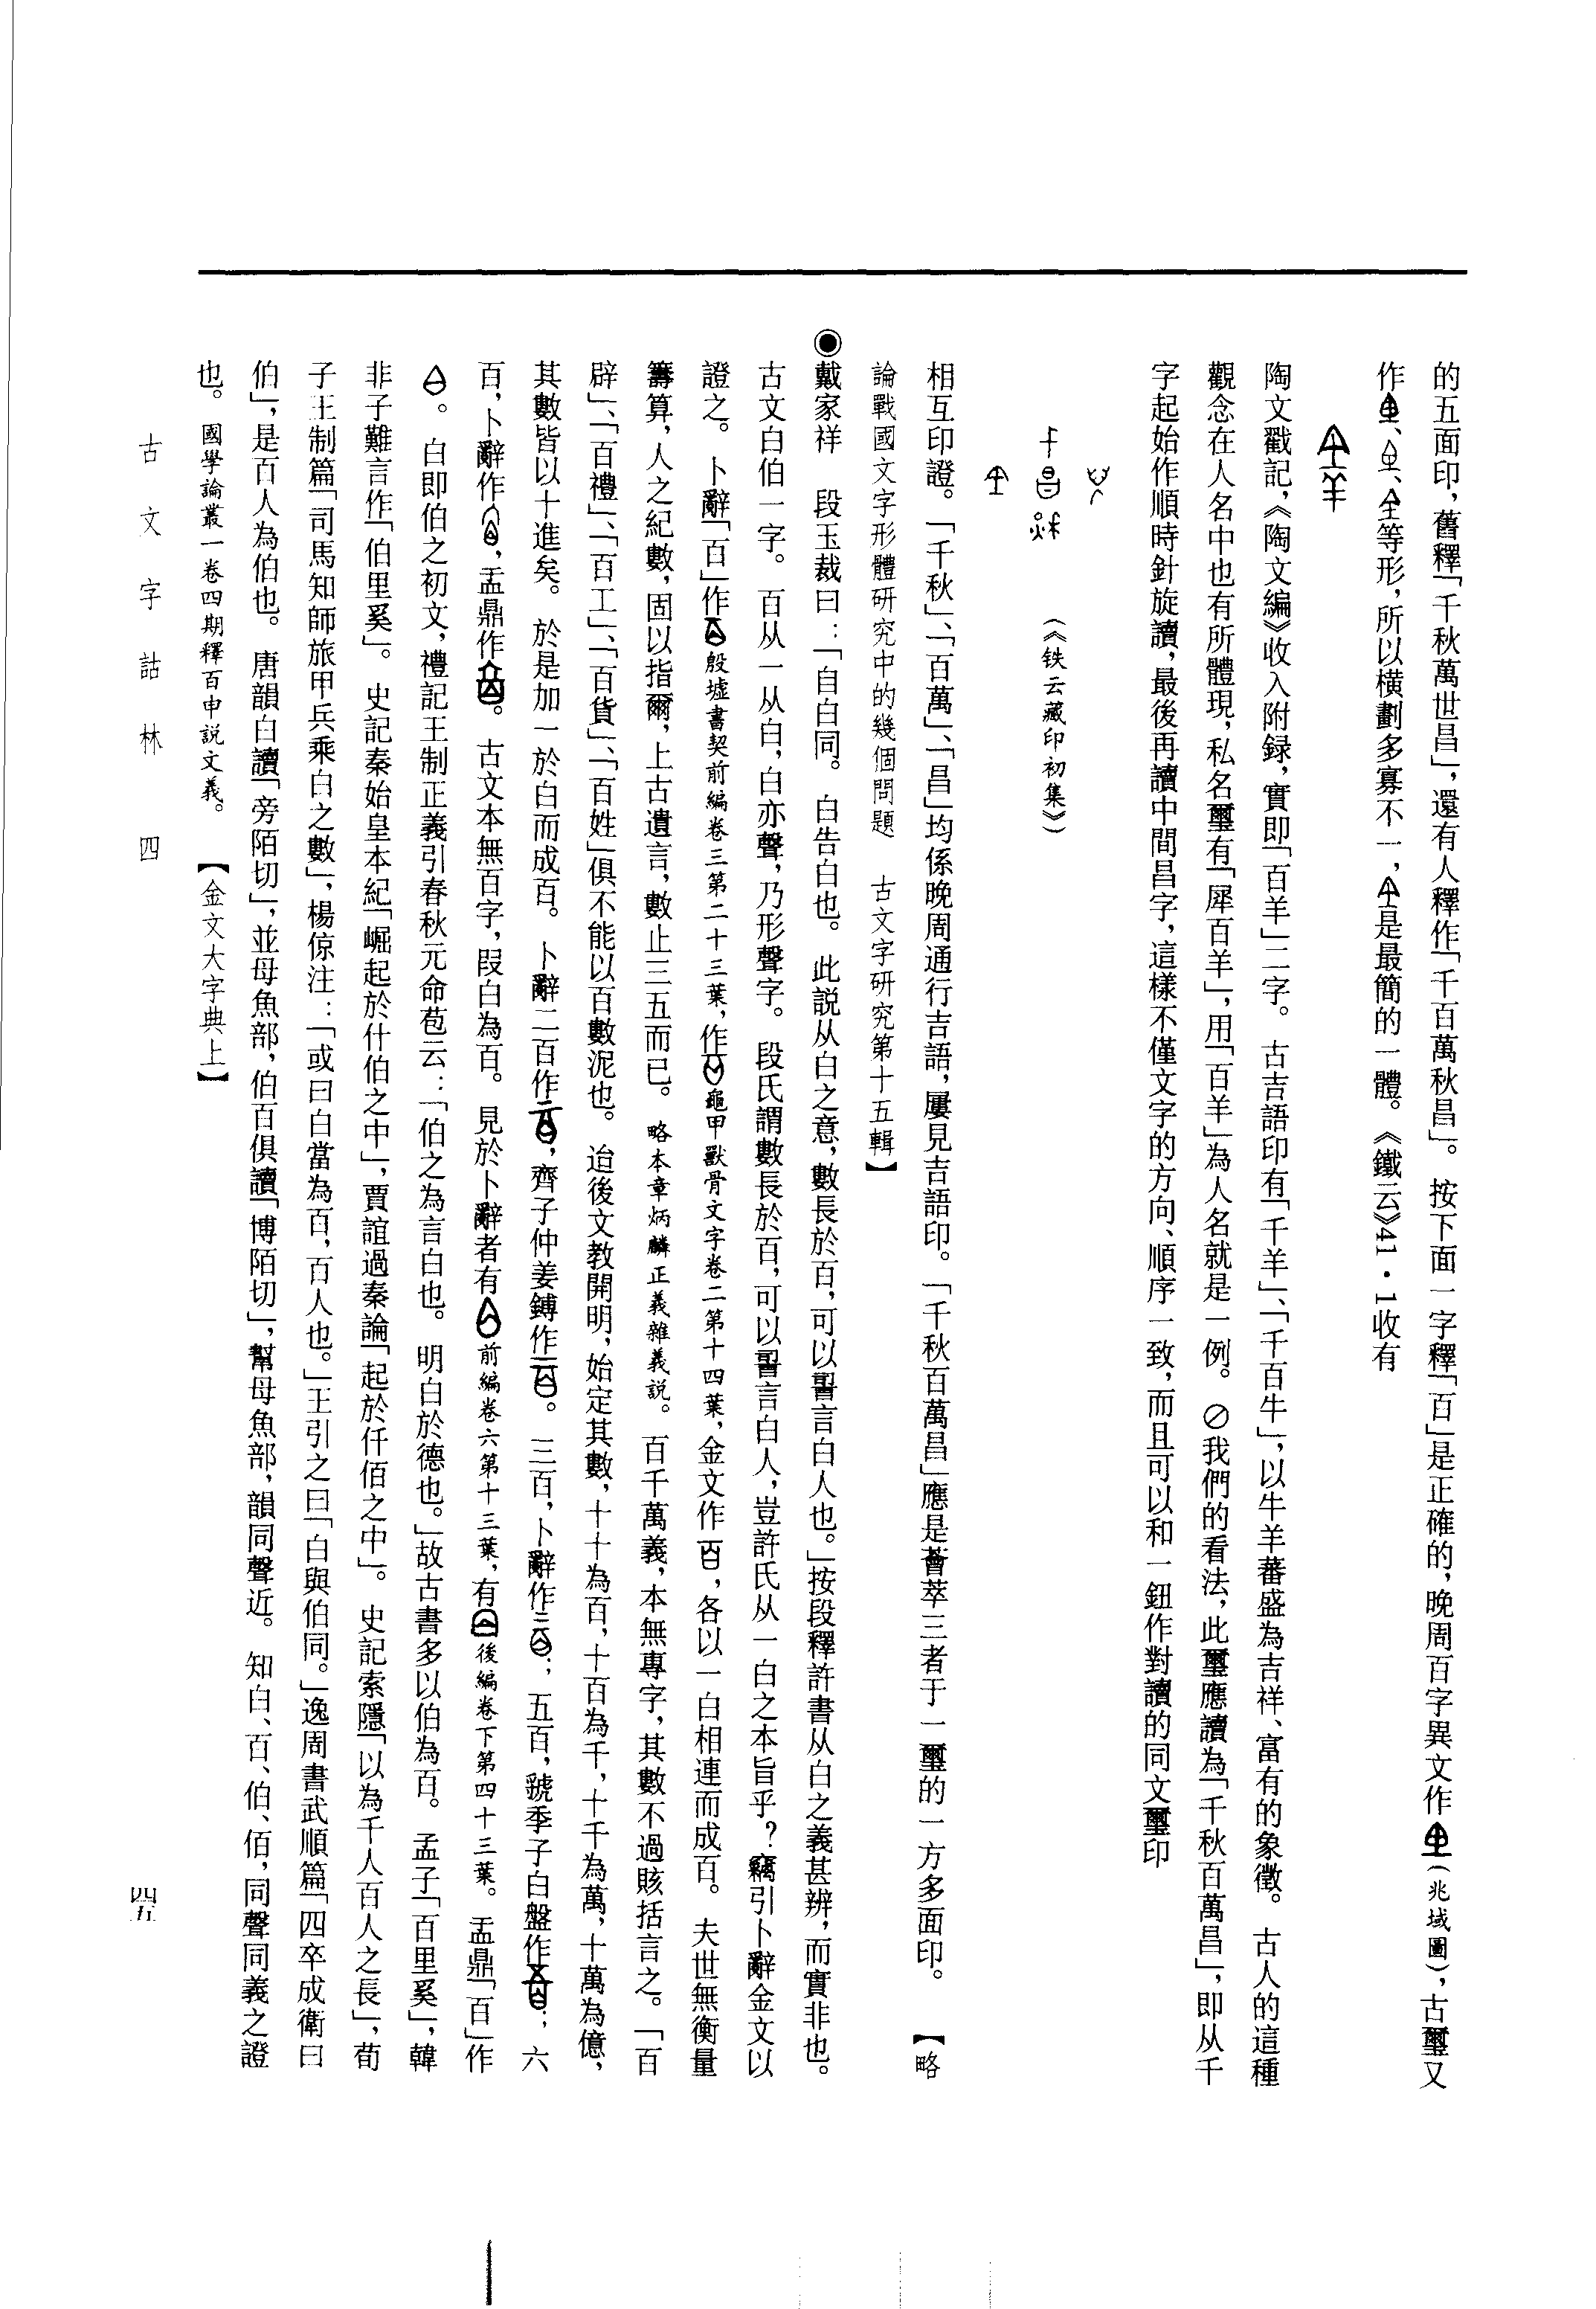 的五面印，舊釋「千秋萬世昌」，還有人釋作「千百萬秋昌」。按下面一字釋「百」是正確的，晚周百字異文作（兆域圖），古璽又
作、、等形，所以橫劃多寡不一，是最簡的一體。《鐵云》41·1收有
陶文戳記，《陶文編》收入附録，實即「百羊」二字。古吉語印有「千羊」、「千百牛」，以牛羊蕃盛為吉祥、富有的象徵。古人的這種
觀念在人名中也有所體現，私名璽有「犀百羊」，用「百羊」為人名就是一例。⊘我們的看法，此璽應讀為「千秋百萬昌」，即从千
字起始作順時針旋讀，最後再讀中間昌字，這樣不僅文字的方向、順序一致，而且可以和一鈕作對讀的同文璽印
（《铁云藏印初集》）
相互印證。「千秋」、「百萬」、「昌」均係晚周通行吉語，屢見吉語印。「千秋百萬昌」應是薈萃三者于一璽的一方多面印。【略
論戰國文字形體研究中的幾個問題　古文字研究第十五輯】
◉戴家祥　段玉裁曰：「自白同。白告白也。此説从白之意，數長於百，可以𠷎言白人也。」按段釋許書从白之義甚辨，而實非也。
古文白伯一字。百从一从白，白亦聲，乃形聲字。段氏謂數長於百，可以𠷎言白人，豈許氏从一白之本旨乎？竊引卜辭金文以
證之。卜辭「百」作殷墟書契前編卷三第二十三葉，作龜甲獸骨文字卷二第十四葉，金文作，各以一白相連而成百。夫世無衡量
籌算，人之紀數，固以指爾，上古遺言，數止三五而已。略本章炳麟正義雜義説。百千萬義，本無專字，其數不過賅括言之。「百
辟」、「百禮」、「百工」、「百貨」、「百姓」俱不能以百數泥也。迨後文教開明，始定其數，十十為百，十百為千，十千為萬，十萬為億，
其數皆以十進矣。於是加一於白而成百。卜辭二百作，齊子仲姜鎛作。三百，卜辭作；五百，虢季子白盤作；六
百，卜辭作，盂鼎作。古文本無百字，叚白為百。見於卜辭者有前編卷六第十三葉，有後編卷下第四十三葉。盂鼎「百」作
。白即伯之初文，禮記王制正義引春秋元命苞云：「伯之為言白也。明白於德也。」故古書多以伯為百。孟子「百里奚」，韓
非子難言作「伯里奚」。史記秦始皇本紀「崛起於什伯之中」，賈誼過秦論「起於仟佰之中」。史記索隱「以為千人百人之長」，荀
子王制篇「司馬知師旅甲兵乘白之數」，楊倞注：「或曰白當為百，百人也。」王引之曰「白與伯同。」逸周書武順篇「四卒成衛曰
伯」，是百人為伯也。唐韻白讀「旁陌切」，並母魚部，伯百俱讀「博陌切」，幫母魚部，韻同聲近。知白、百、伯、佰，同聲同義之證
也。國學論叢一卷四期釋百申説文義。【金文大字典上】
古文字詁林　四
四五